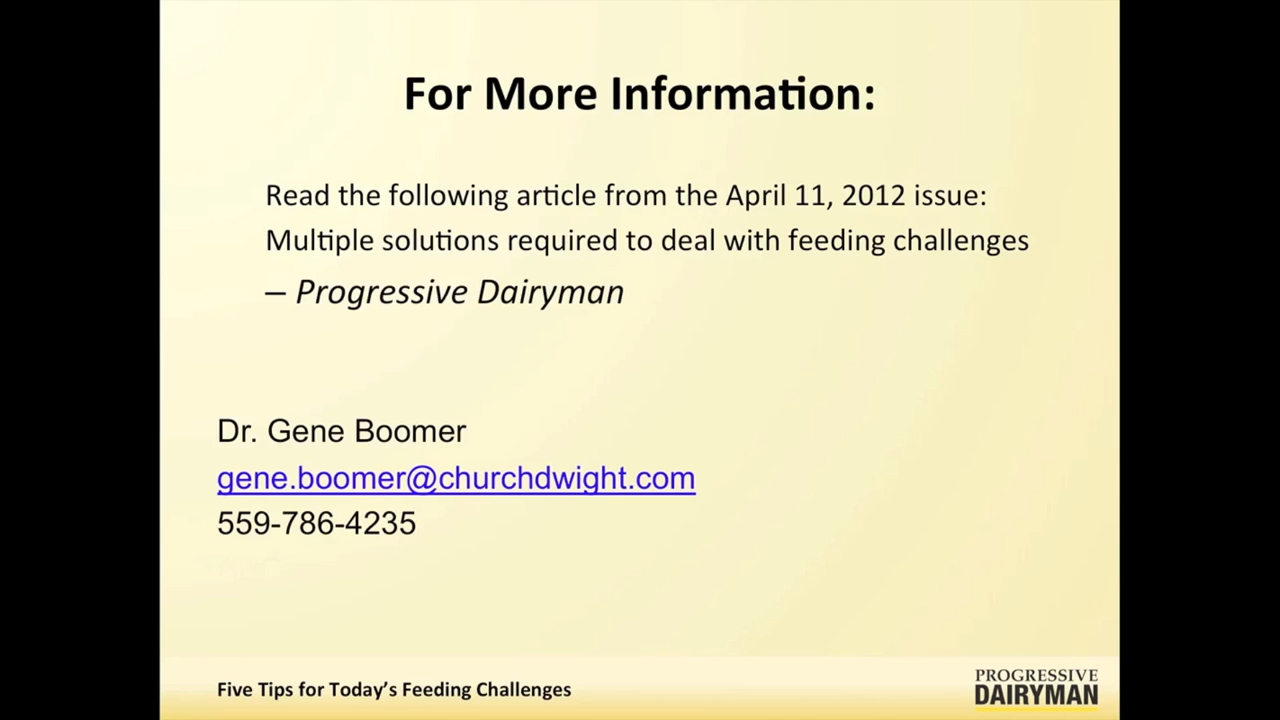 For More Information:
Read the following article from the April 11, 2012 issue:
Multiple solutions required to deal with feeding challenges
– Progressive Dairyman
Dr. Gene Boomer
gene.boomer@churchdwight.com
559-786-4235
Five Tips for Today’s Feeding Challenges
PROGRESSIVE
DAIRYMAN